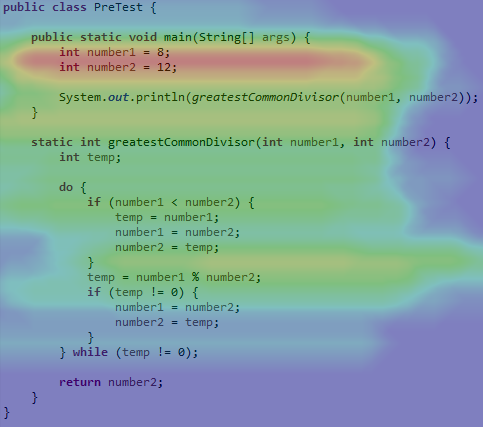 public class PreTest {
public static void main(String[] args) {
int number1 = 8;
int number2 = 12;
System.out.println(greatestCommonDivisor(number1, number2));
}
static int greatestCommonDivisor(int number1, int number2) {
int temp;
do {
if (number1 < number2) {
temp = number1;
number1 = number2;
number2 = temp;
}
temp = number1 % number2;
if (temp != 0) {
number1 = number2;
number2 = temp;
}
} while (temp != 0);
return number2;
}
}